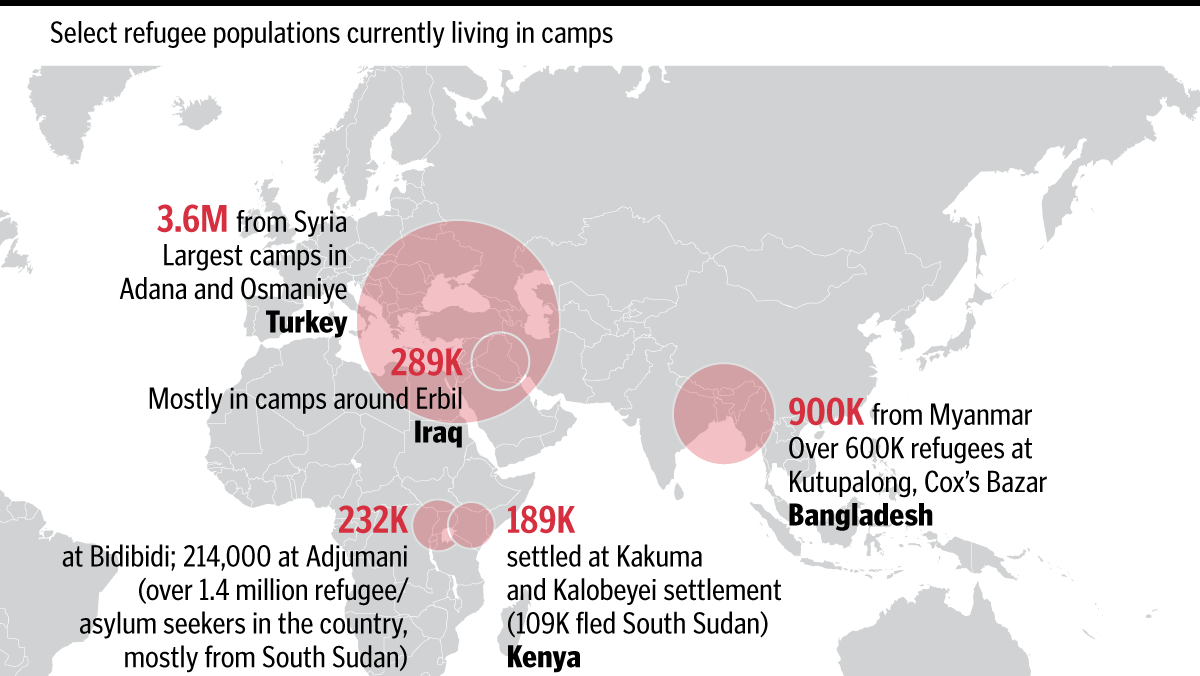 Select refugee populations currently living in camps
3.6M from Syria
Largest camps in
Adana and Osmaniye
Turkey
289K
Mostly in camps around Erbil
Iraq
900K from Myanmar
Over 600K refugees at
Kutupalong, Cox's Bazar
Bangladesh
232K
at Bidibidi; 214,000 at Adjumani
(over 1.4 million refugee/
asylum seekers in the country,
mostly from South Sudan)
189K
settled at Kakuma
and Kalobeyei settlement
(109K fled South Sudan)
Kenya